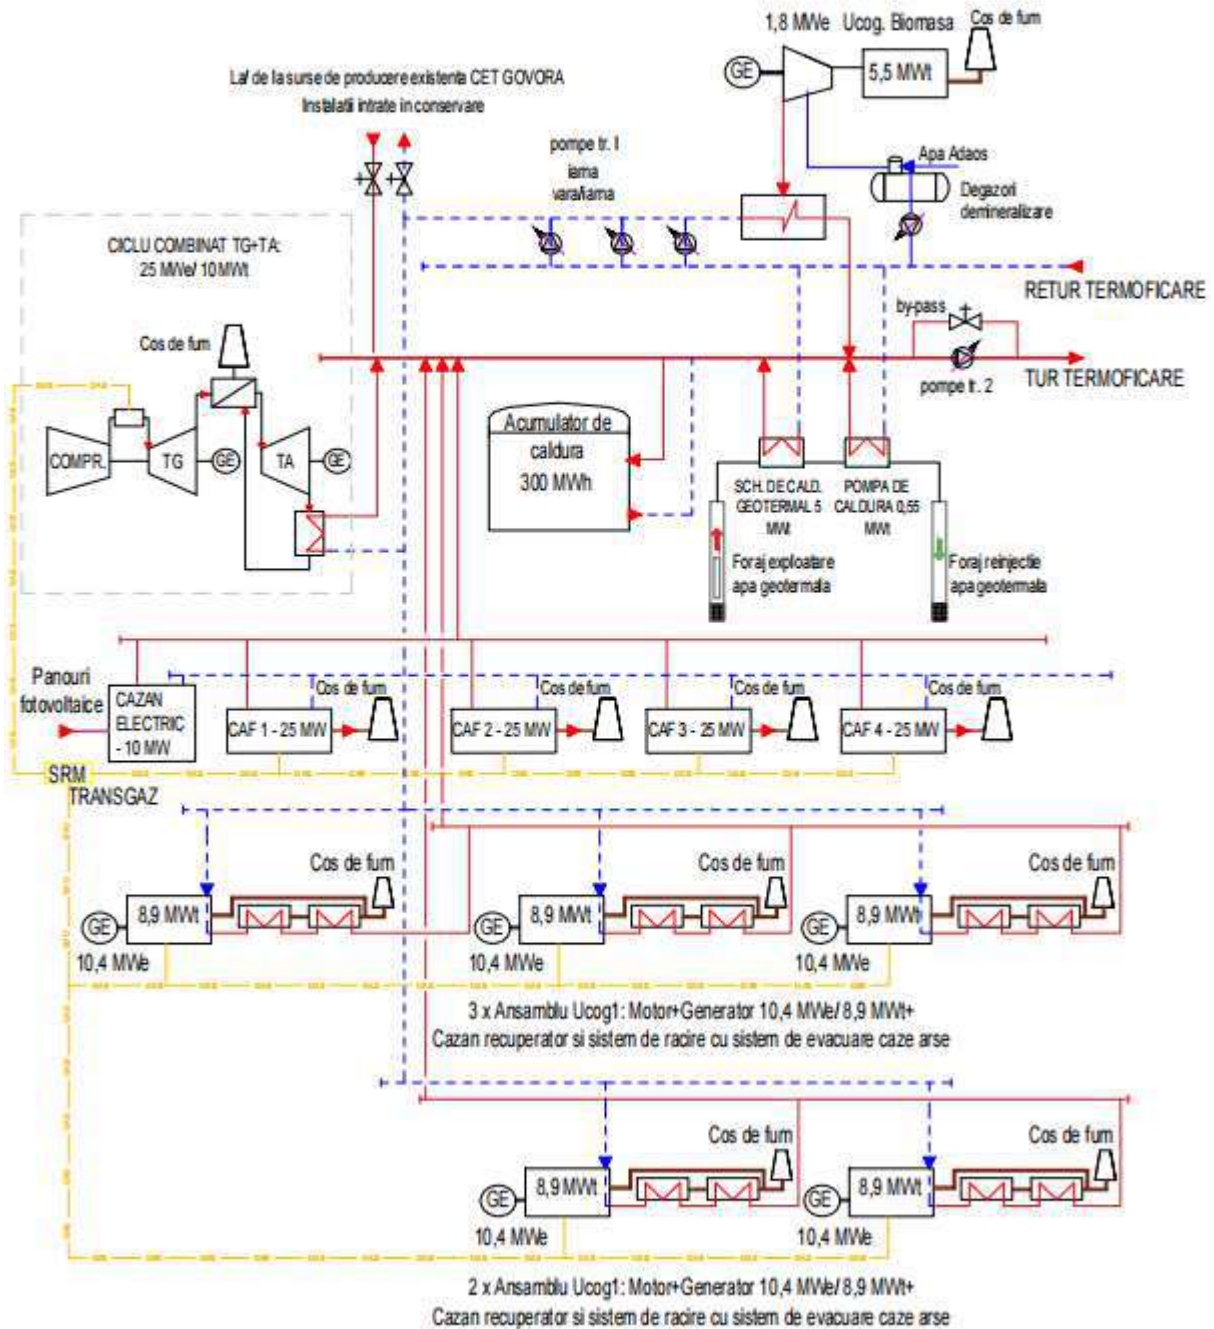 1,8 MWe Ucog. Biomasa
Cos de fum
GE
5,5 MWt
La/ de la surse de producere existenta CET GOVORA
Instalatii intrate in conservare
pompe tr. I
iarna
vara/iarna
Apa Adaos
Degazori
demineralizare
CICLU COMBINAT TG+TA:
25 MWe/ 10 MWt
RETUR TERMOFICARE
by-pass
Cos de fum
pompe tr. 2
TUR TERMOFICARE
COMPR.
TG
GE
TA
GE
Acumulator de
caldura
300 MWh
SCH. DE CALD.
GEOTERMAL 5
MWt
POMPA DE
CALDURA 0,55
MWt
Foraj exploatare
apa geotermala
Foraj reinjectie
apa geotermala
Panouri
fotovoltaice
CAZAN
ELECTRIC
- 10 MW
Cos de fum
CAF 1 - 25 MW
Cos de fum
CAF 2 - 25 MW
Cos de fum
CAF 3 - 25 MW
Cos de fum
CAF 4 - 25 MW
SRM
TRANSGAZ
Cos de fum
Cos de fum
Cos de fum
8,9 MWt
8,9 MWt
8,9 MWt
GE
GE
GE
10,4 MWe
10,4 MWe
10,4 MWe
3 x Ansamblu Ucog1: Motor+Generator 10,4 MWe/ 8,9 MWt+
Cazan recuperator si sistem de racire cu sistem de evacuare caze arse
Cos de fum
Cos de fum
8,9 MWt
8,9 MWt
GE
GE
10,4 MWe
10,4 MWe
2 x Ansamblu Ucog1: Motor+Generator 10,4 MWe/ 8,9 MWt+
Cazan recuperator si sistem de racire cu sistem de evacuare caze arse